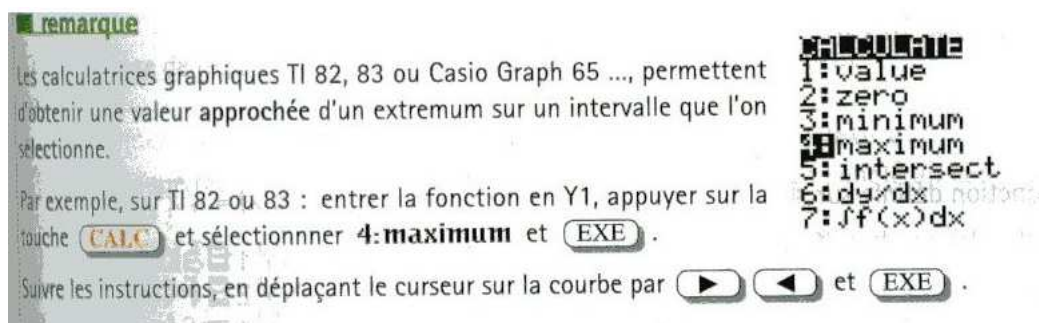 remarque
Les calculatrices graphiques TI 82, 83 ou Casio Graph 65 ..., permettent
d'obtenir une valeur approchée d'un extremum sur un intervalle que l'on
sélectionne.
Par exemple, sur TI 82 ou 83 : entrer la fonction en Y1, appuyer sur la
touche CALC et sélectionnner 4:maximum et EXE .
Suivre les instructions, en déplaçant le curseur sur la courbe par ► ◄ et EXE .
CALCULATE
1:value
2:zero
3:minimum
4:maximum
5:intersect
6:dy/dx
7:∫f(x)dx